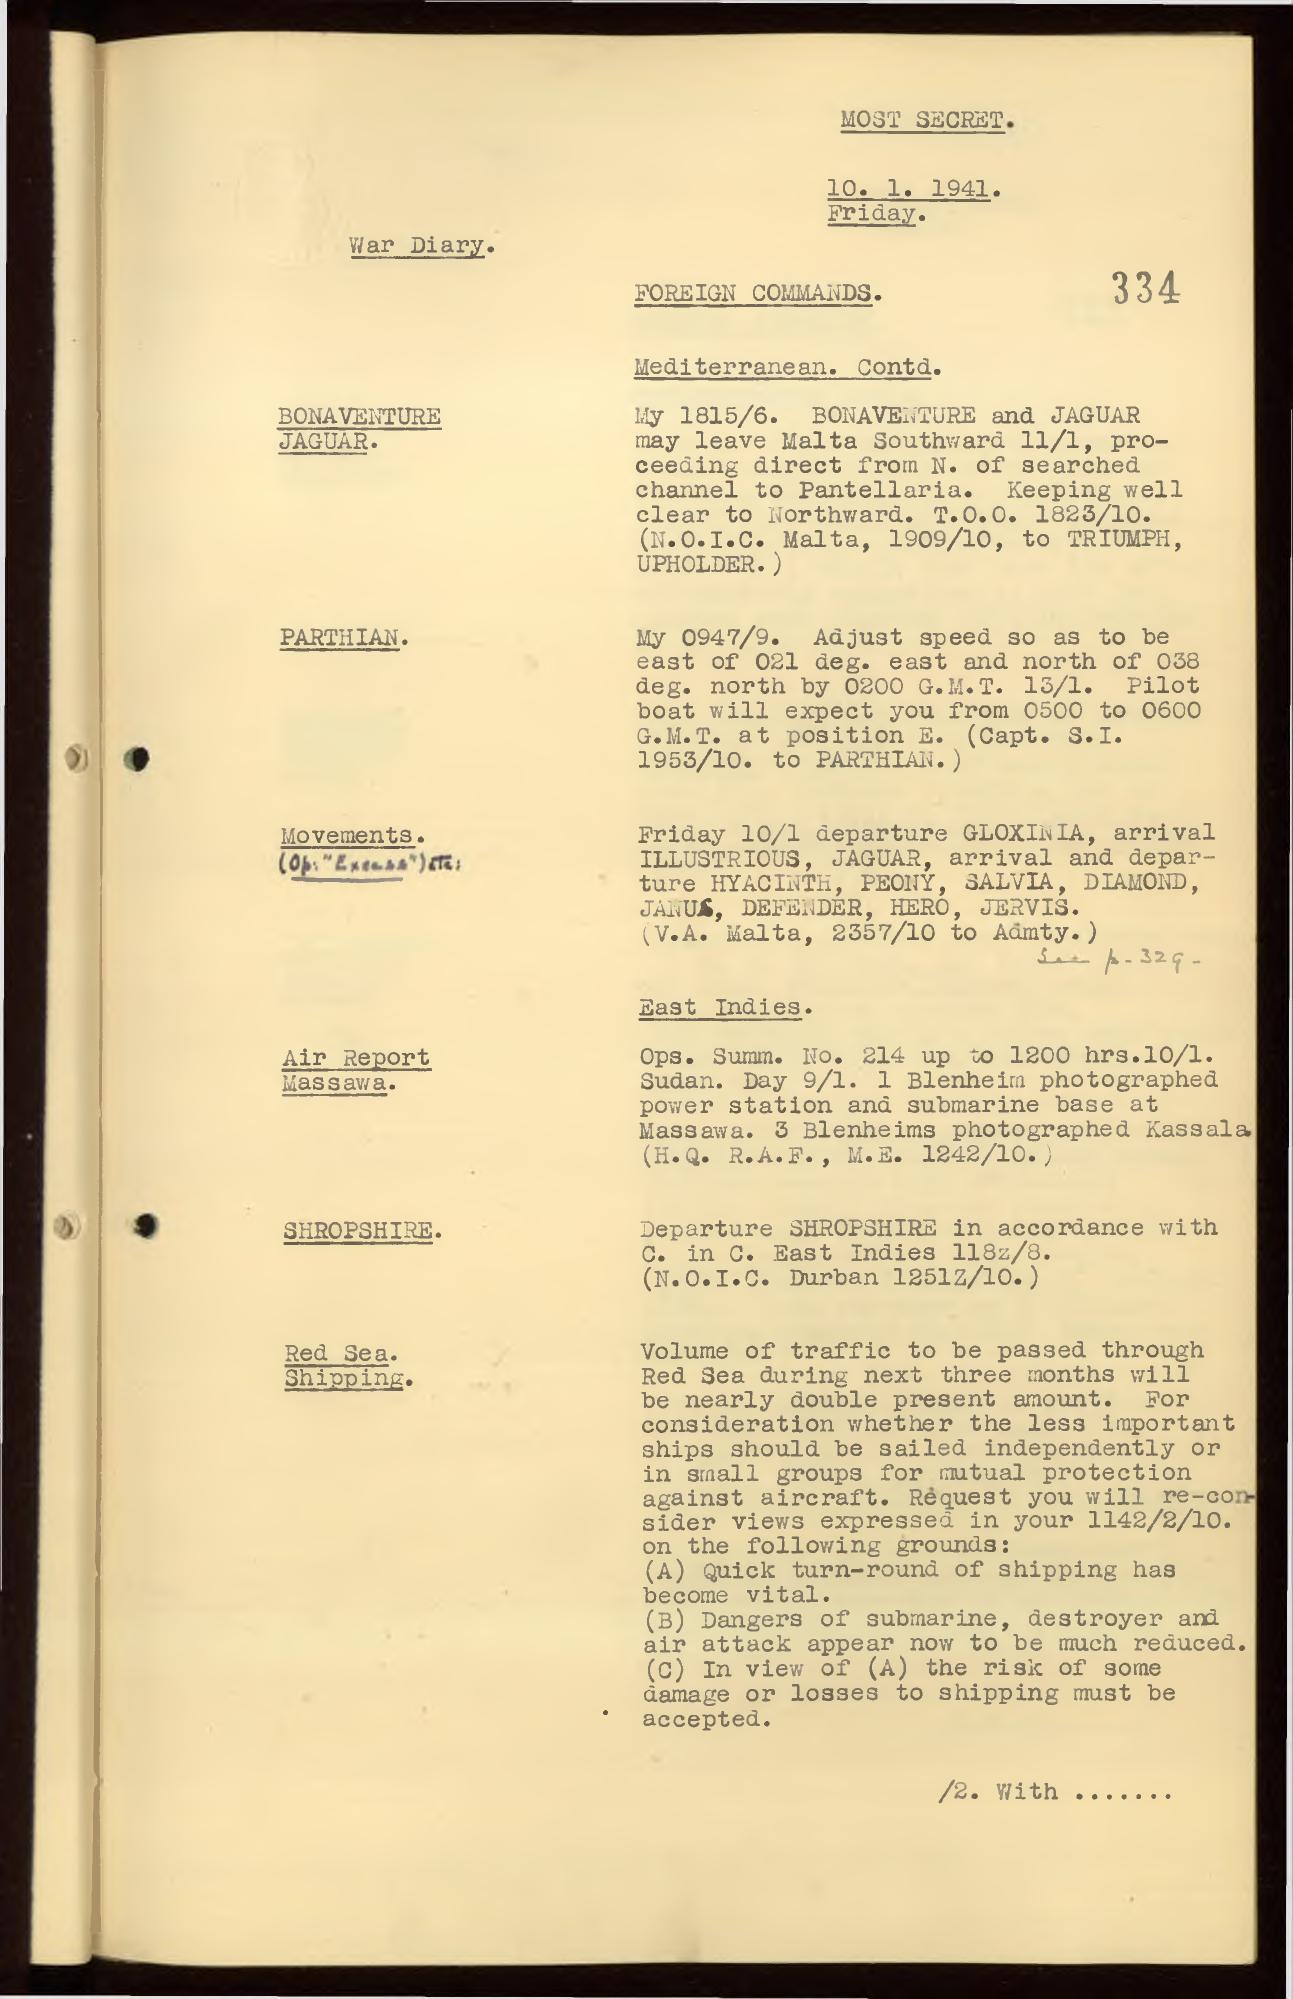 MOST SECRET.
10. 1. 1941.
Friday.
War Diary.
FOREIGN COMMANDS.
334
Mediterranean. Contd.
BONAVENTURE
JAGUAR.
My 1815/6. BONAVENTURE and JAGUAR
may leave Malta Southward 11/1, pro-
ceeding direct from N. of searched
channel to Pantellaria. Keeping well
clear to Northward. T.O.O. 1823/10.
(N.O.I.C. Malta, 1909/10, to TRIUMPH,
UPHOLDER.)
PARTHIAN.
My 0947/9. Adjust speed so as to be
east of 021 deg. east and north of 038
deg. north by 0200 G.M.T. 13/1. Pilot
boat will expect you from 0500 to 0600
G.M.T. at position E. (Capt. S.I.
1953/10. to PARTHIAN.)
Movements.
(Op. "Excess") etc:
Friday 10/1 departure GLOXINIA, arrival
ILLUSTRIOUS, JAGUAR, arrival and depar-
ture HYACINTH, PEONY, SALVIA, DIAMOND,
JANUS, DEFENDER, HERO, JERVIS.
(V.A. Malta, 2357/10 to Admty.)
See p. 329 -
East Indies.
Air Report
Massawa.
Ops. Summ. No. 214 up to 1200 hrs.10/1.
Sudan. Day 9/1. 1 Blenheim photographed
power station and submarine base at
Massawa. 3 Blenheims photographed Kassala.
(H.Q. R.A.F., M.E. 1242/10.)
SHROPSHIRE.
Departure SHROPSHIRE in accordance with
C. in C. East Indies 118z/8.
(N.O.I.C. Durban 1251Z/10.)
Red Sea.
Shipping.
Volume of traffic to be passed through
Red Sea during next three months will
be nearly double present amount. For
consideration whether the less important
ships should be sailed independently or
in small groups for mutual protection
against aircraft. Request you will re-con-
sider views expressed in your 1142/2/10.
on the following grounds:
(A) Quick turn-round of shipping has
become vital.
(B) Dangers of submarine, destroyer and
air attack appear now to be much reduced.
(C) In view of (A) the risk of some
damage or losses to shipping must be
accepted.
/2. With .......